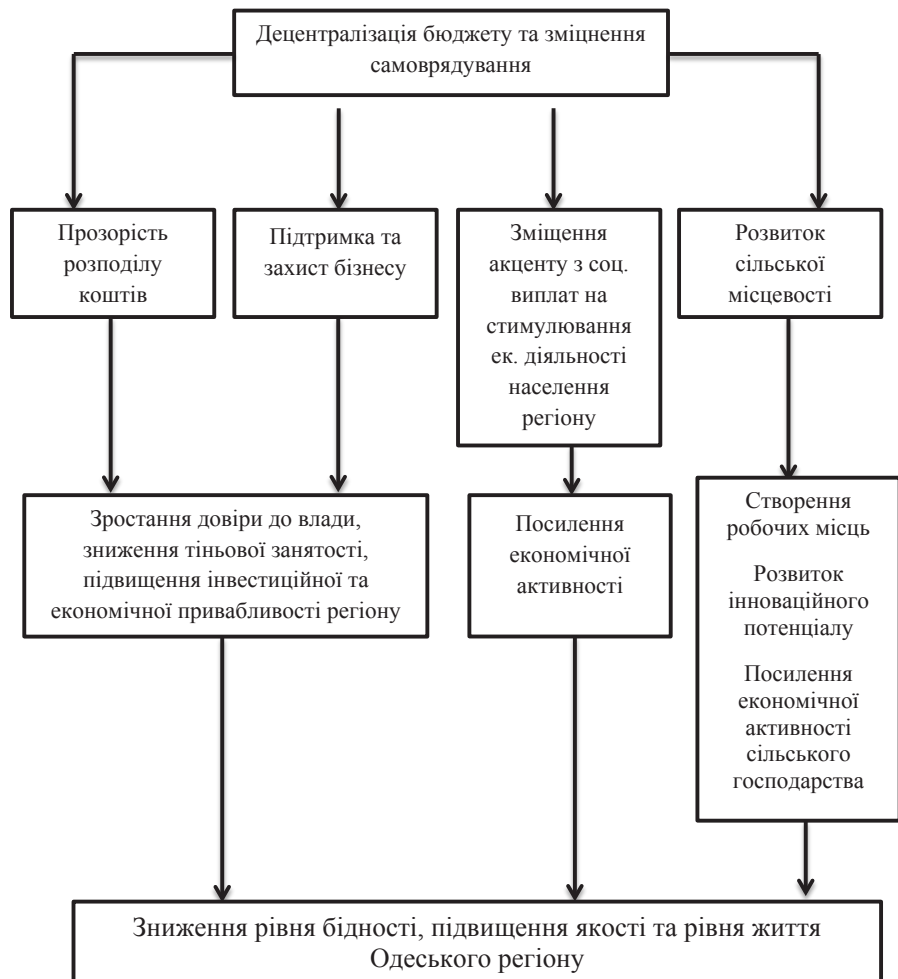 Децентралізація бюджету та зміцнення
самоврядування
Прозорість
розподілу
коштів
Підтримка та
захист бізнесу
Зміщення
акценту з соц.
виплат на
стимулювання
ек. діяльності
населення
регіону
Розвиток
сільської
місцевості
Зростання довіри до влади,
зниження тіньової занятості,
підвищення інвестиційної та
економічної привабливості регіону
Посилення
економічної
активності
Створення
робочих місць
Розвиток
інноваційного
потенціалу
Посилення
економічної
активності
сільського
господарства
Зниження рівня бідності, підвищення якості та рівня життя
Одеського регіону